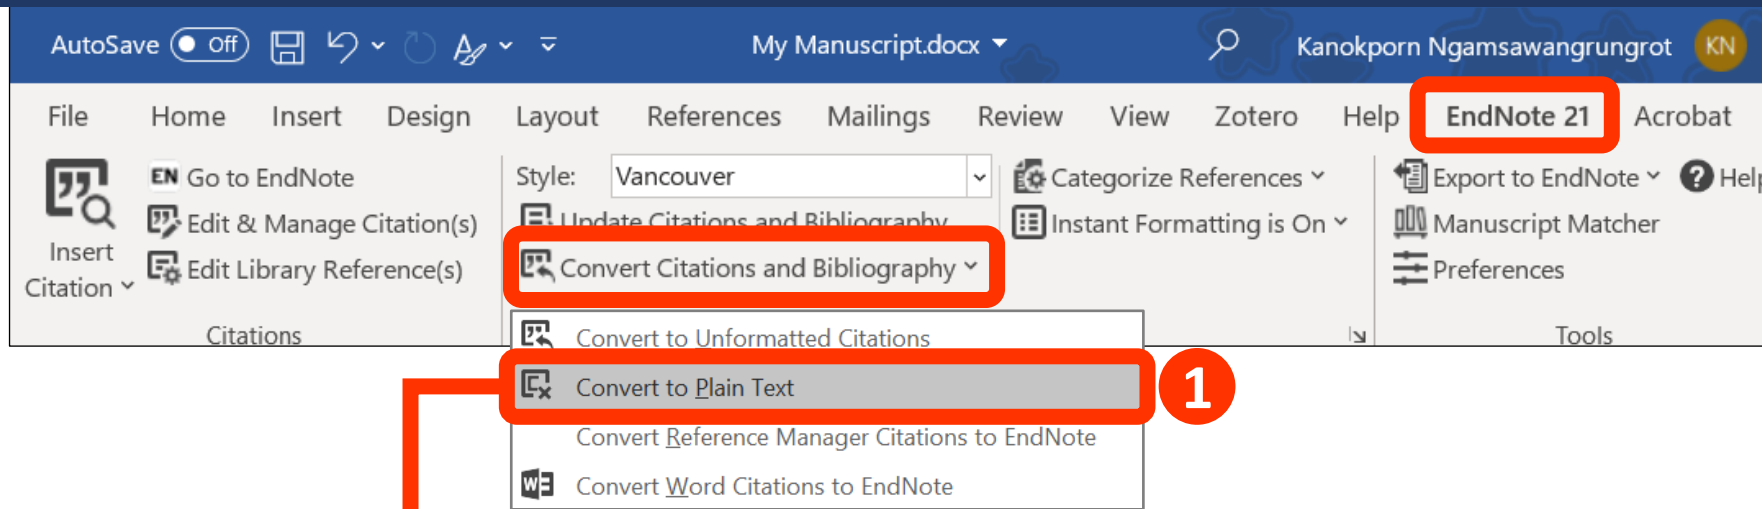 AutoSave Off My Manuscript.docx Kanokporn Ngamsawangrungrot KN
File Home Insert Design Layout References Mailings Review View Zotero Help EndNote 21 Acrobat
Insert Citation
EN Go to EndNote
Edit & Manage Citation(s)
Edit Library Reference(s)
Citations
Style: Vancouver
Update Citations and Bibliography
Convert Citations and Bibliography
Categorize References
Instant Formatting is On
Export to EndNote
Manuscript Matcher
Preferences
Help
Tools
Convert to Unformatted Citations
Convert to Plain Text
1
Convert Reference Manager Citations to EndNote
Convert Word Citations to EndNote